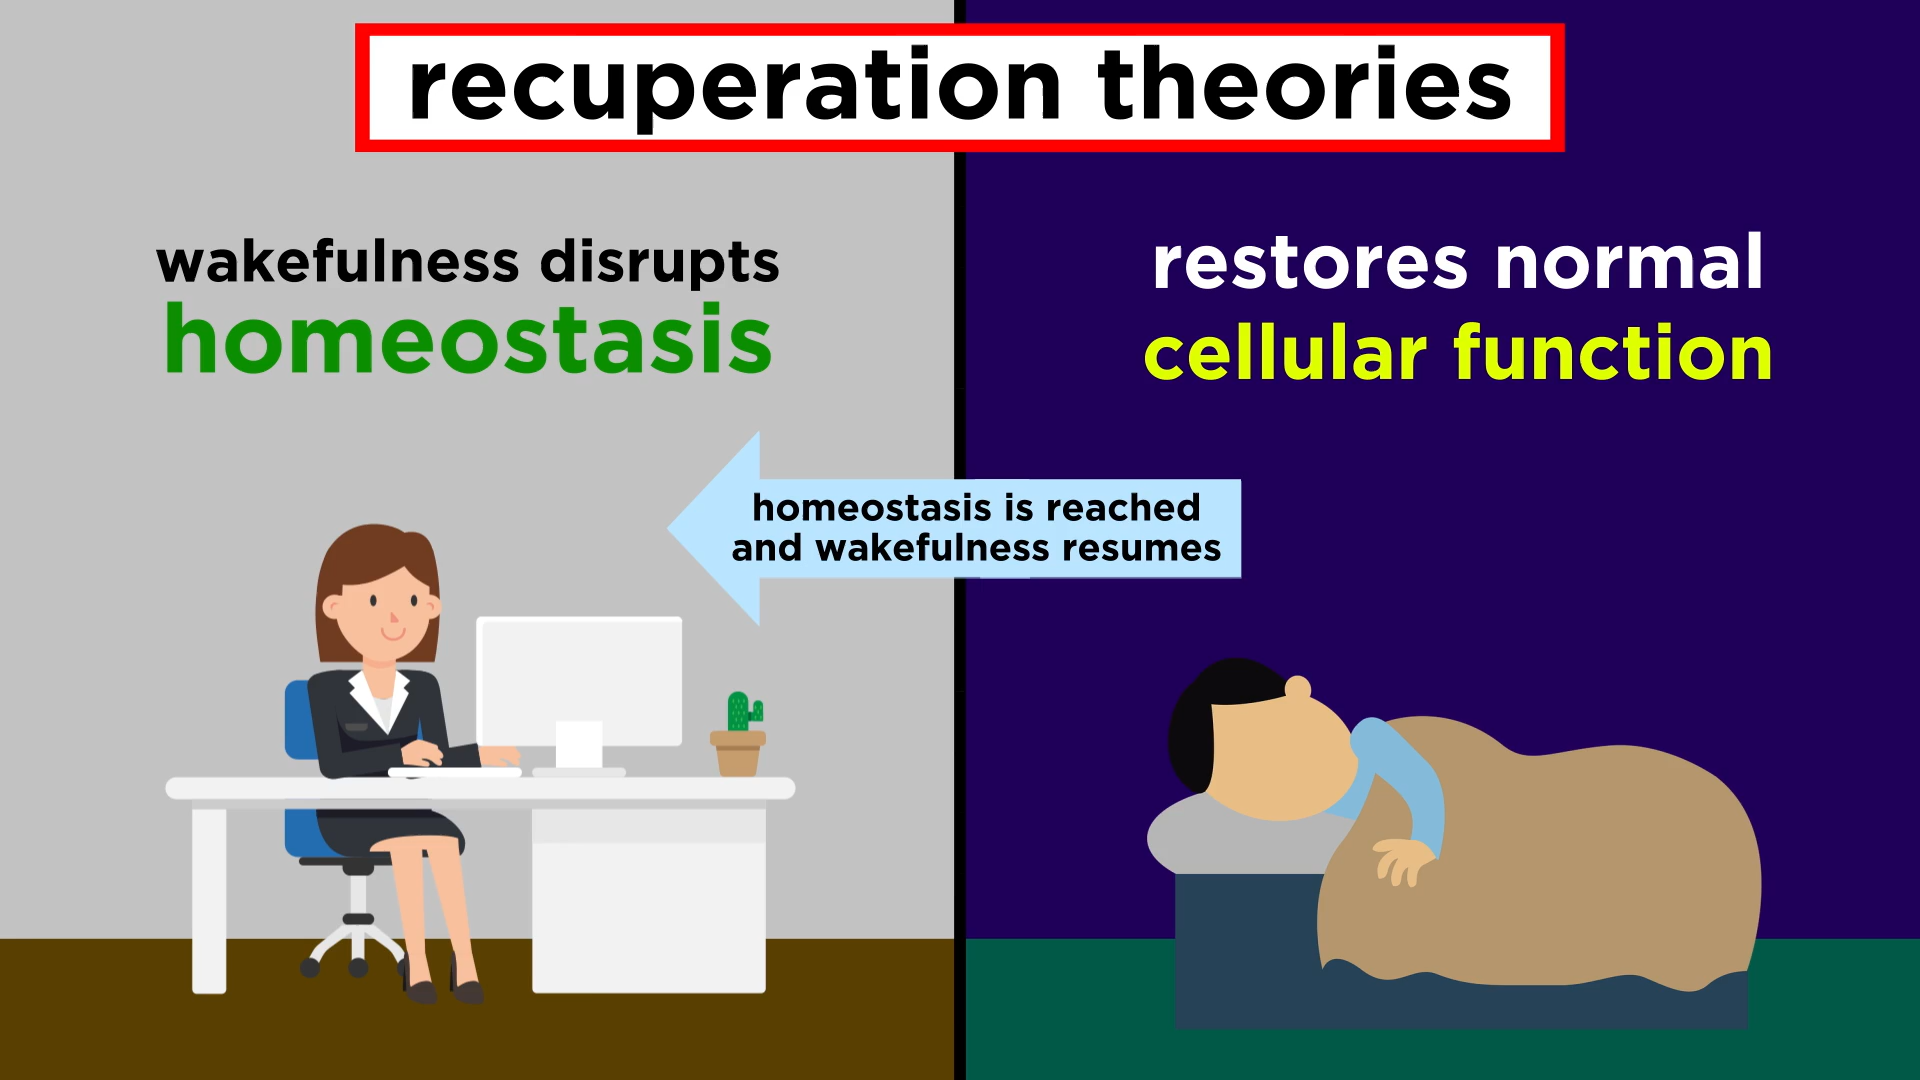 recuperation theories
wakefulness disrupts
homeostasis
restores normal
cellular function
homeostasis is reached
and wakefulness resumes